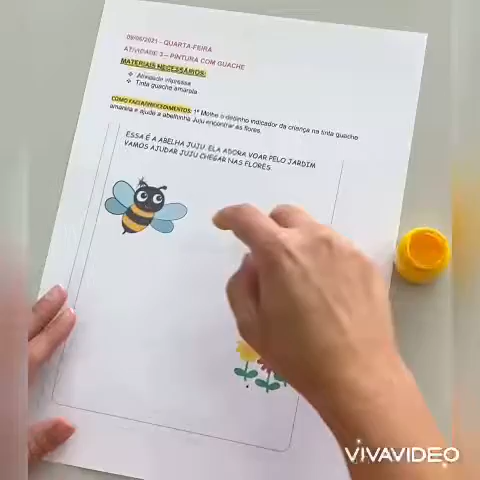 09/06/2021 - QUARTA-FEIRA
ATIVIDADE 3 – PINTURA COM GUACHE
MATERIAIS NECESSÁRIOS:
❖ Atividade impressa
❖ Tinta guache amarela
COMO FAZER/PROCEDIMENTOS: 1º Molhe o dedinho indicador da criança na tinta guache
amarela e ajude a abelhinha Juju encontrar as flores.
ESSA É A ABELHA JUJU. ELA ADORA VOAR PELO JARDIM
VAMOS AJUDAR JUJU CHEGAR NAS FLORES.
VIVAVIDEO